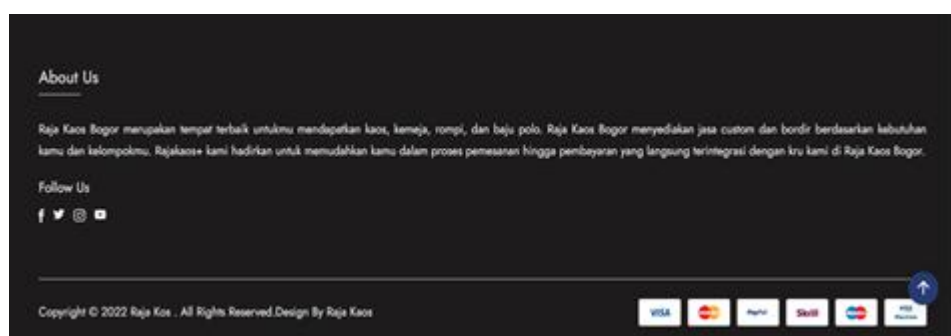 About Us
Raja Kaos Bogor merupakan tempat terbaik untukmu mendapatkan kaos, kemeja, rompi, dan baju polo. Raja Kaos Bogor menyediakan jasa custom dan bordir berdasarkan kebutuhan
kamu dan kelompokmu. Rajakaos+ kami hadirkan untuk memudahkan kamu dalam proses pemesanan hingga pembayaran yang langsung terintegrasi dengan kru kami di Raja Kaos Bogor.
Follow Us
Copyright © 2022 Raja Kos . All Rights Reserved.Design By Raja Kaos
VISA PayPal Skrill VISA